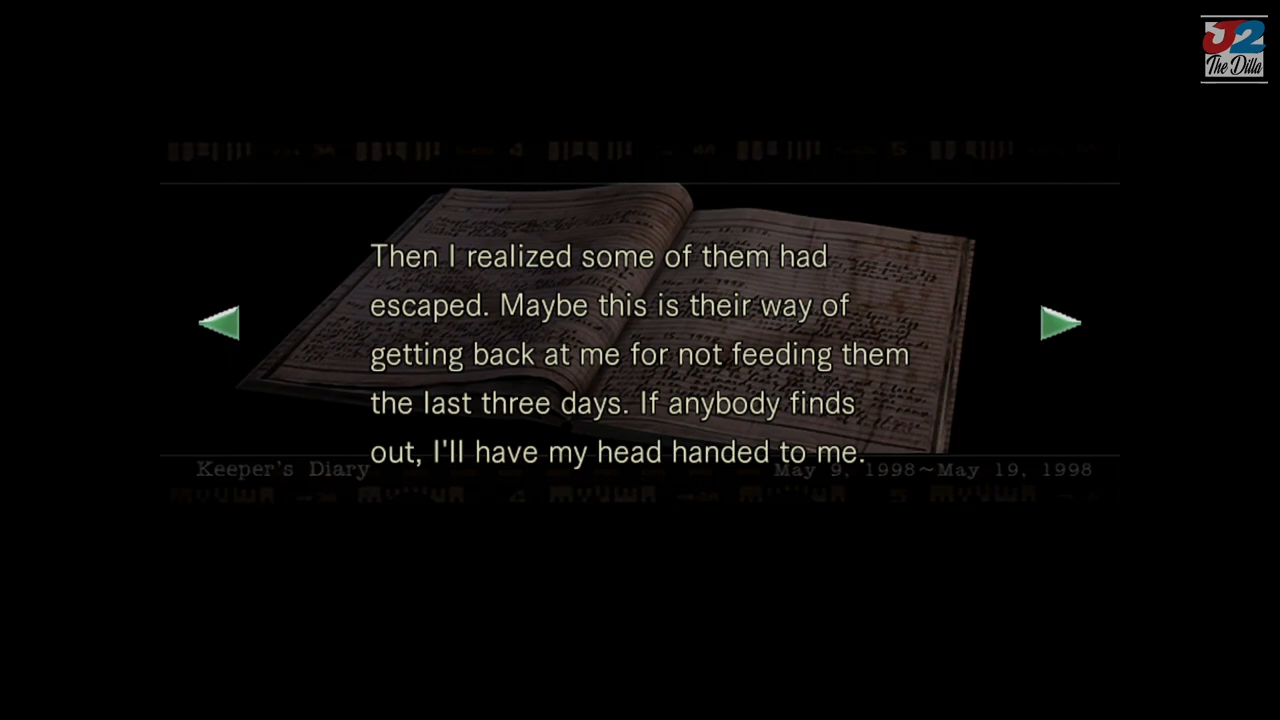 J2
The Dilla
Then I realized some of them had
escaped. Maybe this is their way of
getting back at me for not feeding them
the last three days. If anybody finds
out, I'll have my head handed to me.
Keeper's Diary
May 9, 1998~May 19, 1998